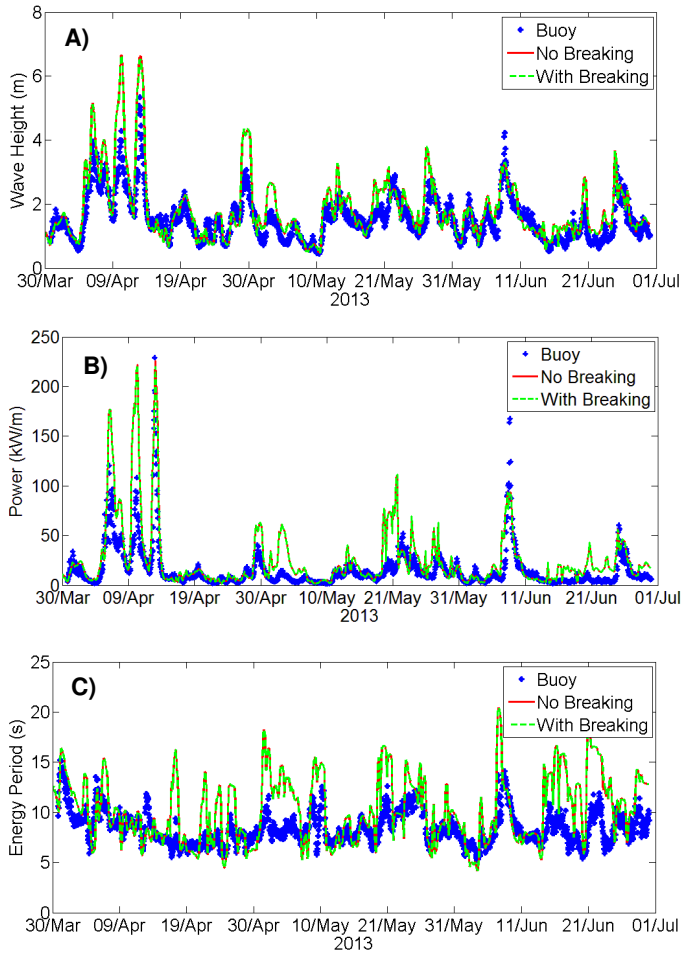 A)
Buoy
No Breaking
With Breaking
Wave Height (m)
8
6
4
2
0
30/Mar 09/Apr 19/Apr 30/Apr 10/May 21/May 31/May 11/Jun 21/Jun 01/Jul
2013
B)
Buoy
No Breaking
With Breaking
Power (kW/m)
250
200
150
100
50
0
30/Mar 09/Apr 19/Apr 30/Apr 10/May 21/May 31/May 11/Jun 21/Jun 01/Jul
2013
C)
Buoy
No Breaking
With Breaking
Energy Period (s)
25
20
15
10
5
0
30/Mar 09/Apr 19/Apr 30/Apr 10/May 21/May 31/May 11/Jun 21/Jun 01/Jul
2013